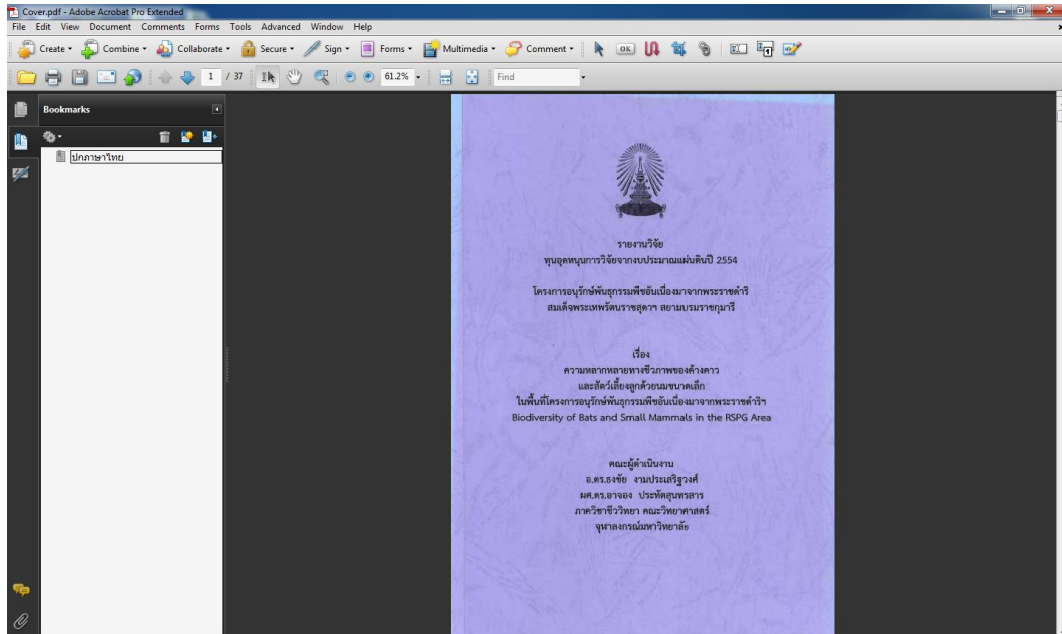 Cover.pdf - Adobe Acrobat Pro Extended
File Edit View Document Comments Forms Tools Advanced Window Help
Create Combine Collaborate Secure Sign Forms Multimedia Comment OK
1 / 37 61.2% Find
Bookmarks
ปกภาษาไทย
รายงานวิจัย
ทุนอุดหนุนการวิจัยจากงบประมาณแผ่นดินปี 2554
โครงการอนุรักษ์พันธุกรรมพืชอันเนื่องมาจากพระราชดำริ
สมเด็จพระเทพรัตนราชสุดาฯ สยามบรมราชกุมารี
เรื่อง
ความหลากหลายทางชีวภาพของค้างคาว
และสัตว์เลี้ยงลูกด้วยนมขนาดเล็ก
ในพื้นที่โครงการอนุรักษ์พันธุกรรมพืชอันเนื่องมาจากพระราชดำริฯ
Biodiversity of Bats and Small Mammals in the RSPG Area
คณะผู้ดำเนินงาน
อ.ดร.ธงชัย งามประเสริฐวงศ์
ผศ.ดร.อาจอง ประทัตสุนทรสาร
ภาควิชาชีววิทยา คณะวิทยาศาสตร์
จุฬาลงกรณ์มหาวิทยาลัย